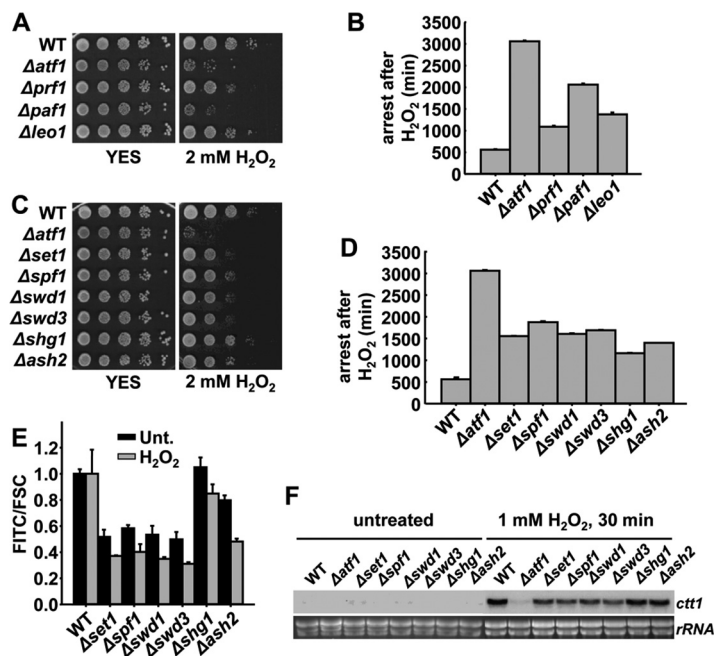 A
WT
Δatf1
Δprf1
Δpaf1
Δleo1
YES
2 mM H₂O₂
B
arrest after
H₂O₂ (min)
3500
3000
2500
2000
1500
1000
500
0
WT
Δatf1
Δprf1
Δpaf1
Δleo1
C
WT
Δatf1
Δset1
Δspf1
Δswd1
Δswd3
Δshg1
Δash2
YES
2 mM H₂O₂
D
arrest after
H₂O₂ (min)
3500
3000
2500
2000
1500
1000
500
0
WT
Δatf1
Δset1
Δspf1
Δswd1
Δswd3
Δshg1
Δash2
E
Unt.
H₂O₂
FITC/FSC
1.2
1.0
0.8
0.6
0.4
0.2
0.0
WT
Δset1
Δspf1
Δswd1
Δswd3
Δshg1
Δash2
F
untreated
1 mM H₂O₂, 30 min
WT
Δatf1
Δset1
Δspf1
Δswd1
Δswd3
Δshg1
Δash2
WT
Δatf1
Δset1
Δspf1
Δswd1
Δswd3
Δshg1
Δash2
ctt1
rRNA